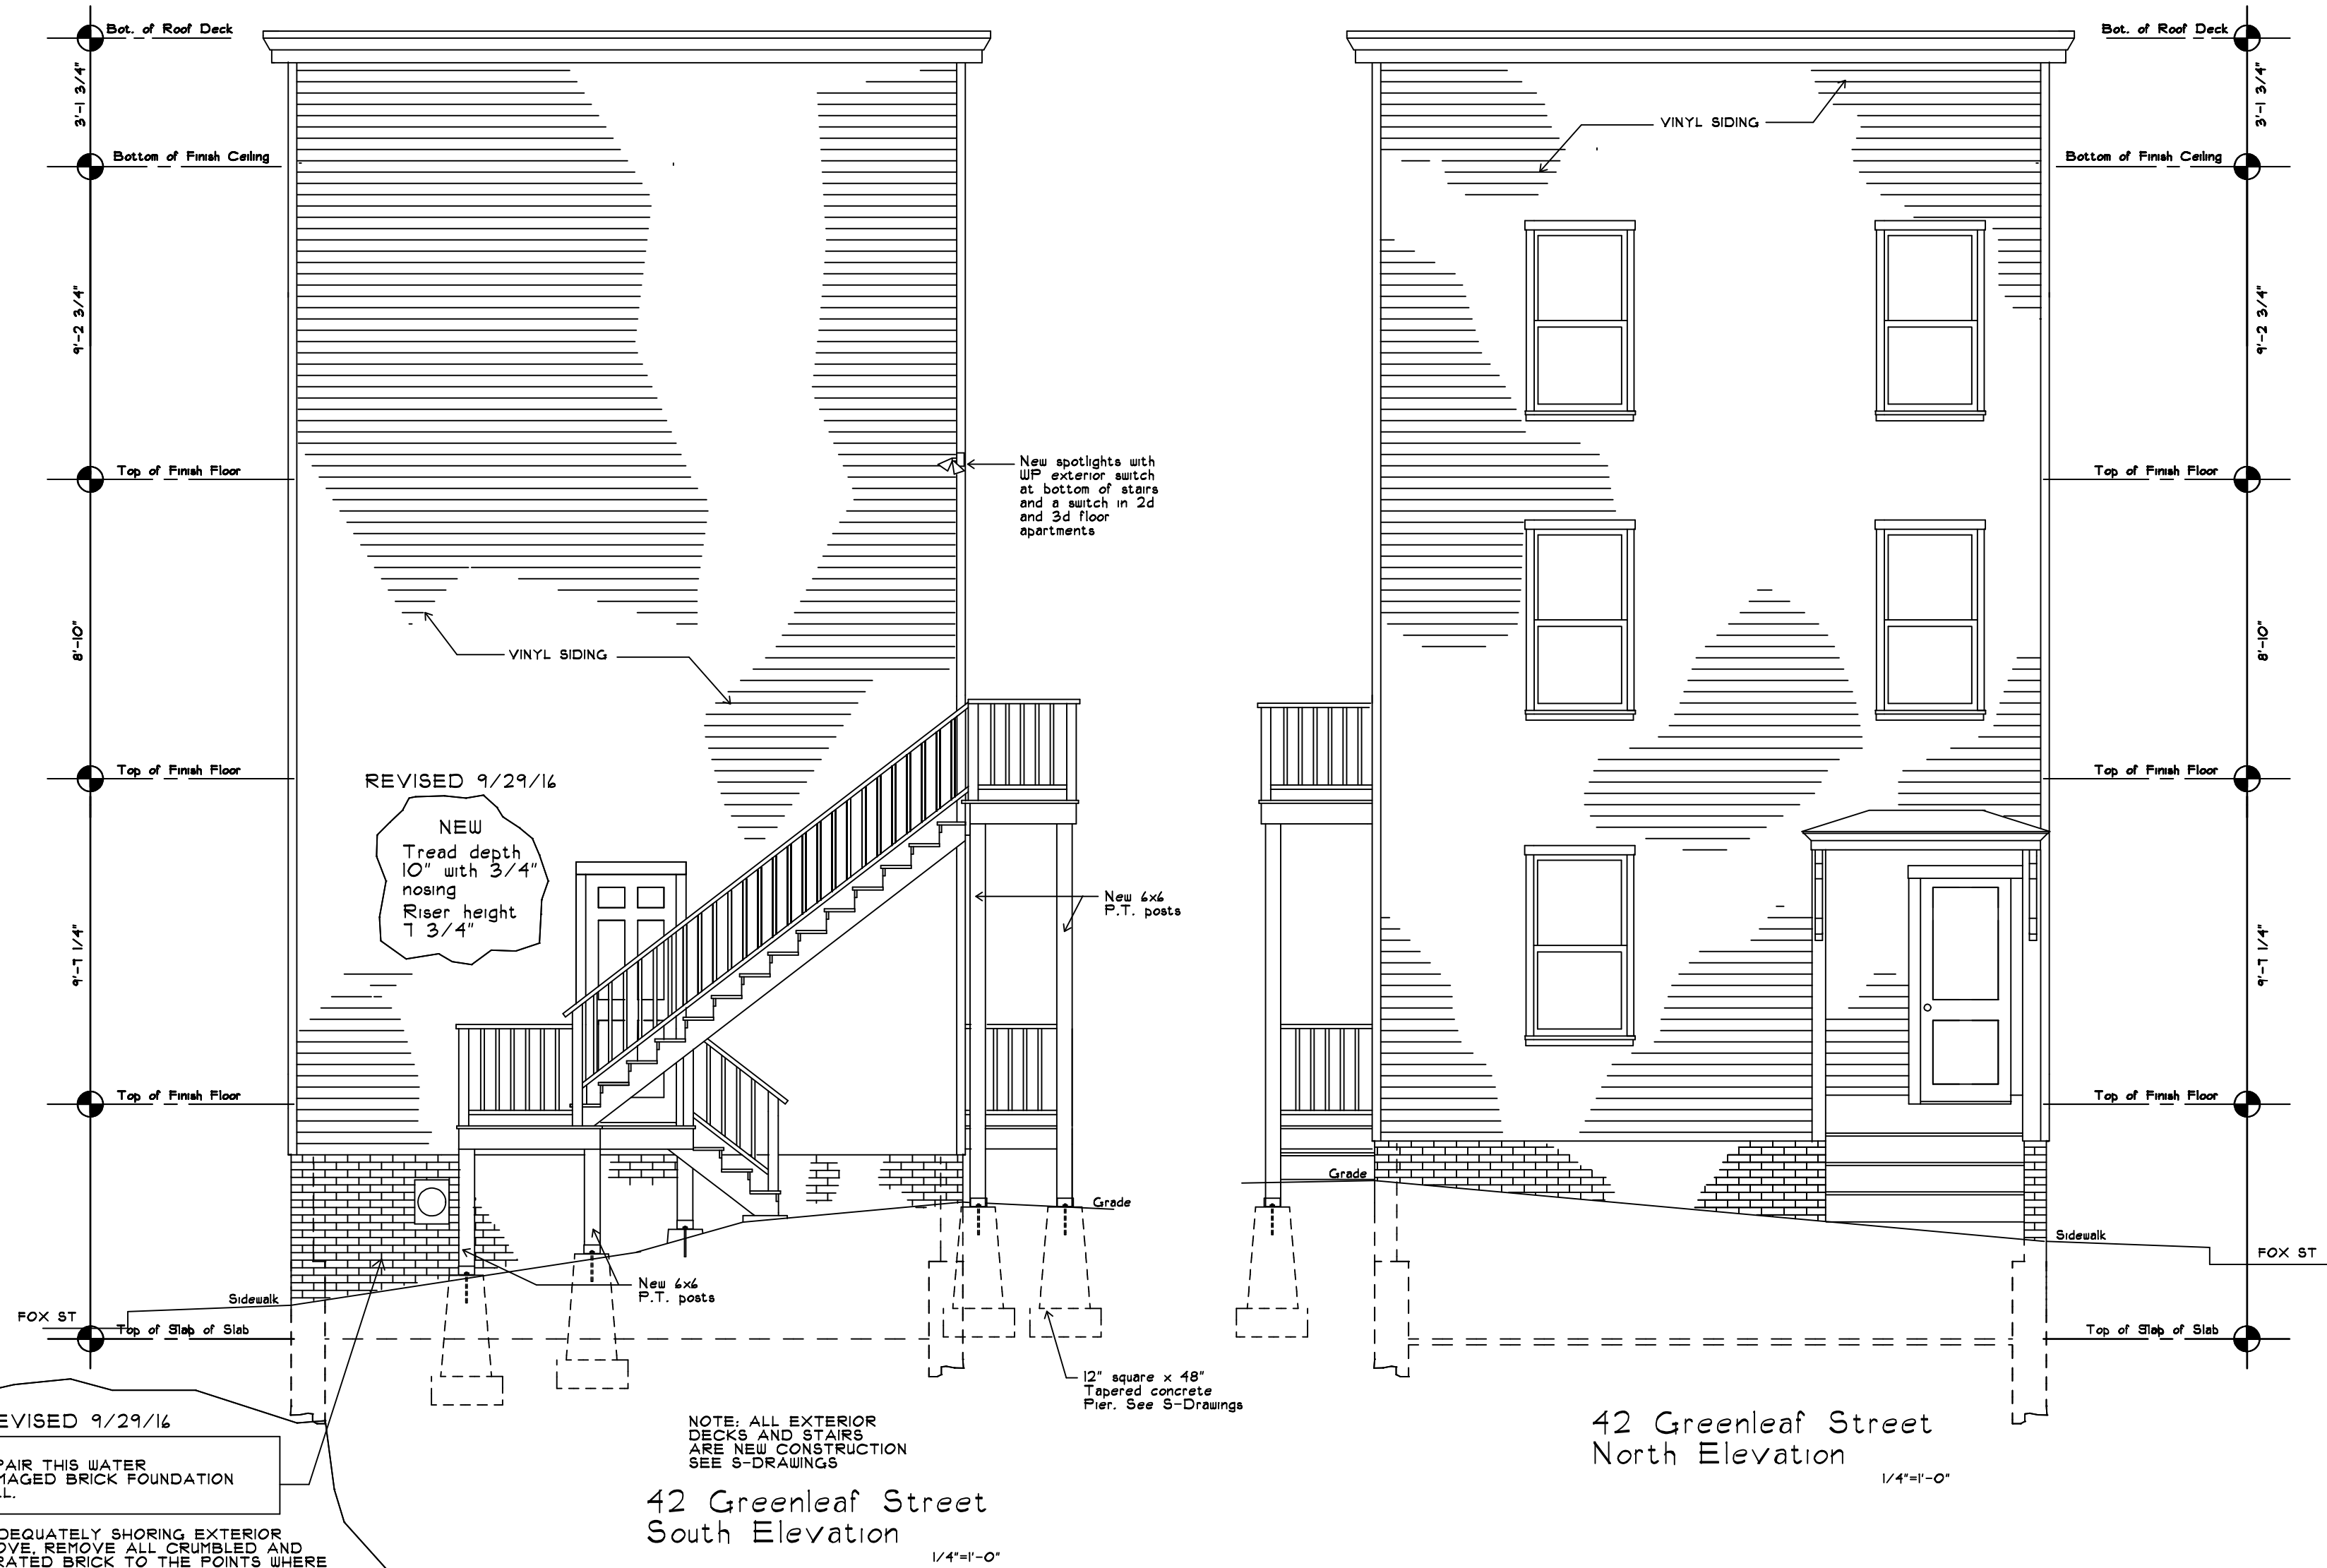 Bot. of Roof Deck
3'-1 3/4"
Bottom of Finish Ceiling
9'-2 3/4"
Top of Finish Floor
8'-10"
Top of Finish Floor
9'-7 1/4"
Top of Finish Floor
FOX ST
Sidewalk
Top of Slab of Slab
VINYL SIDING
New spotlights with
WP exterior switch
at bottom of stairs
and a switch in 2d
and 3d floor
apartments
REVISED 9/29/16
NEW
Tread depth
10" with 3/4"
nosing
Riser height
7 3/4"
New 6x6
P.T. posts
Grade
New 6x6
P.T. posts
12" square x 48"
Tapered concrete
Pier. See S-Drawings
EVISED 9/29/16
PAIR THIS WATER
MAGED BRICK FOUNDATION
LL.
DEQUATELY SHORING EXTERIOR
OVE, REMOVE ALL CRUMBLED AND
RATED BRICK TO THE POINTS WHERE
NOTE: ALL EXTERIOR
DECKS AND STAIRS
ARE NEW CONSTRUCTION
SEE S-DRAWINGS
42 Greenleaf Street
South Elevation
1/4"=1'-0"
Bot. of Roof Deck
3'-1 3/4"
VINYL SIDING
Bottom of Finish Ceiling
9'-2 3/4"
Top of Finish Floor
8'-10"
Top of Finish Floor
9'-7 1/4"
Top of Finish Floor
Grade
Sidewalk
FOX ST
Top of Slab of Slab
42 Greenleaf Street
North Elevation
1/4"=1'-0"